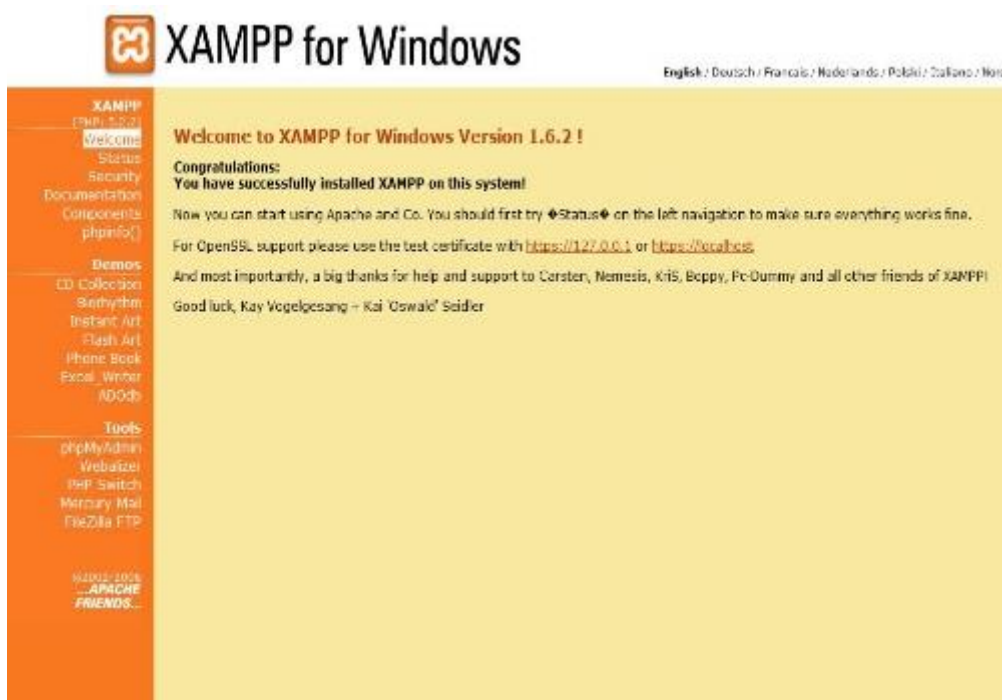 XAMPP for Windows
English / Deutsch / Francais / Nederlands / Polski / Italiano /
XAMPP
[PHP: 5.2.2]
Welcome
Status
Security
Documentation
Components
phpinfo()
Demos
CD Collection
Biorhythm
Instant Art
Flash Art
Phone Book
Excel_Writer
ADOdb
Tools
phpMyAdmin
Webalizer
PHP Switch
Mercury Mail
FileZilla FTP
...APACHE
FRIENDS...
Welcome to XAMPP for Windows Version 1.6.2 !
Congratulations:
You have successfully installed XAMPP on this system!
Now you can start using Apache and Co. You should first try �Status� on the left navigation to make sure everything works fine.
For OpenSSL support please use the test certificate with https://127.0.0.1 or https://localhost
And most importantly, a big thanks for help and support to Carsten, Nemesis, KriS, Boppy, Pc-Dummy and all other friends of XAMPP!
Good luck, Kay Vogelgesang + Kai 'Oswald' Seidler